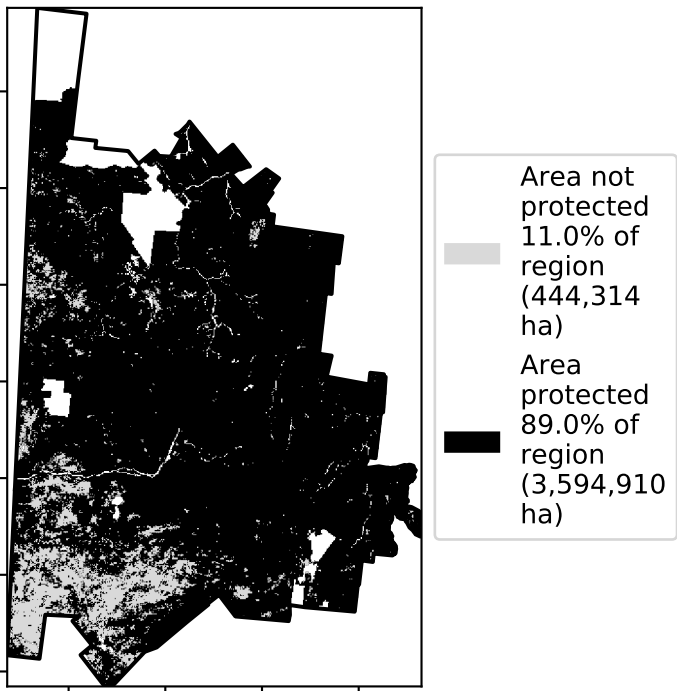 Area not
protected
11.0% of
region
(444,314
ha)
Area
protected
89.0% of
region
(3,594,910
ha)